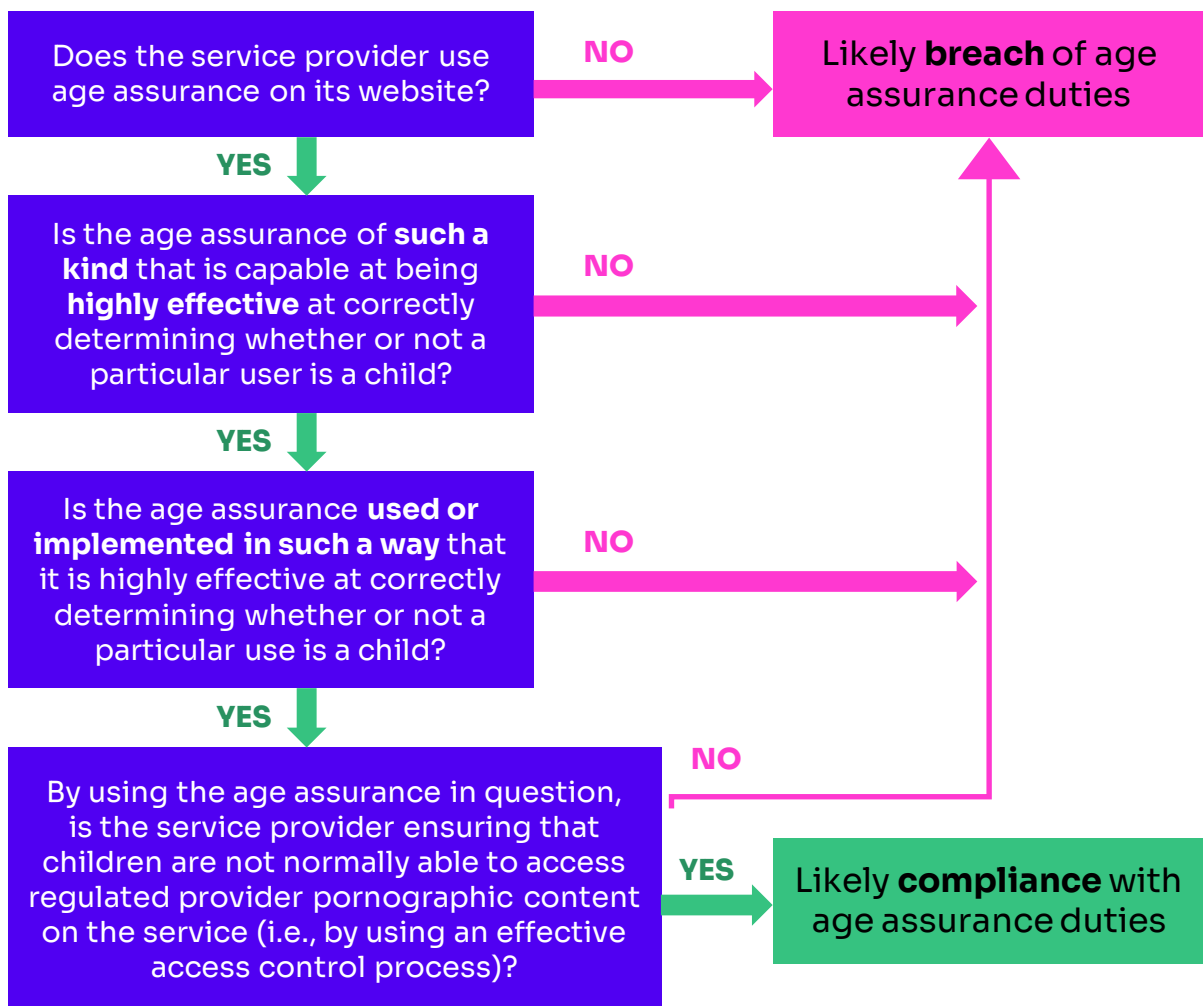 Does the service provider use
age assurance on its website?
NO
Likely breach of age
assurance duties
YES
Is the age assurance of such a
kind that is capable at being
highly effective at correctly
determining whether or not a
particular user is a child?
NO
YES
Is the age assurance used or
implemented in such a way that
it is highly effective at correctly
determining whether or not a
particular use is a child?
NO
YES
By using the age assurance in question,
is the service provider ensuring that
children are not normally able to access
regulated provider pornographic content
on the service (i.e., by using an effective
access control process)?
NO
YES
Likely compliance with
age assurance duties